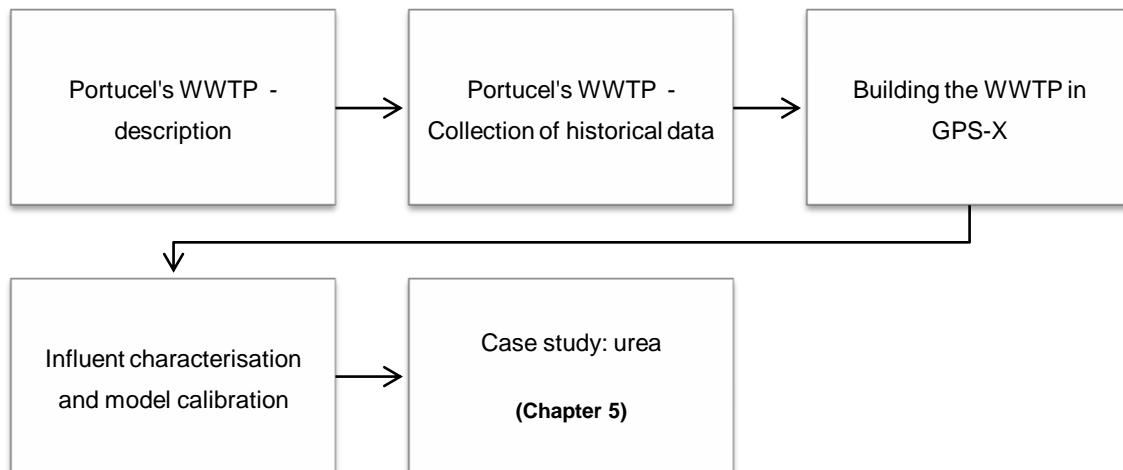 Portucel's WWTP -
description
Portucel's WWTP -
Collection of historical data
Building the WWTP in
GPS-X
Influent characterisation
and model calibration
Case study: urea
(Chapter 5)